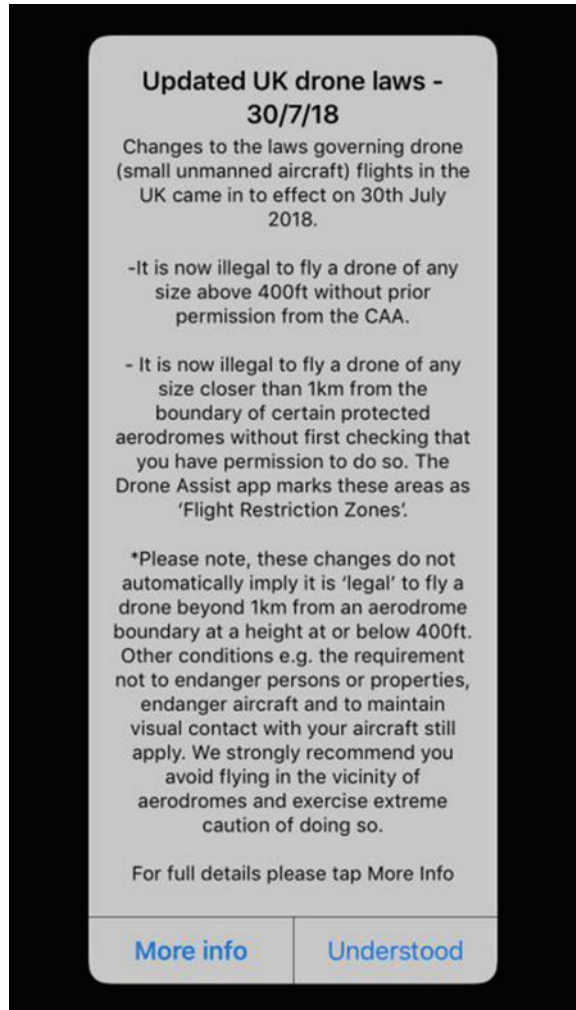 Updated UK drone laws -
30/7/18
Changes to the laws governing drone
(small unmanned aircraft) flights in the
UK came in to effect on 30th July
2018.
-It is now illegal to fly a drone of any
size above 400ft without prior
permission from the CAA.
- It is now illegal to fly a drone of any
size closer than 1km from the
boundary of certain protected
aerodromes without first checking that
you have permission to do so. The
Drone Assist app marks these areas as
‘Flight Restriction Zones’.
*Please note, these changes do not
automatically imply it is ‘legal’ to fly a
drone beyond 1km from an aerodrome
boundary at a height at or below 400ft.
Other conditions e.g. the requirement
not to endanger persons or properties,
endanger aircraft and to maintain
visual contact with your aircraft still
apply. We strongly recommend you
avoid flying in the vicinity of
aerodromes and exercise extreme
caution of doing so.
For full details please tap More Info
More info
Understood